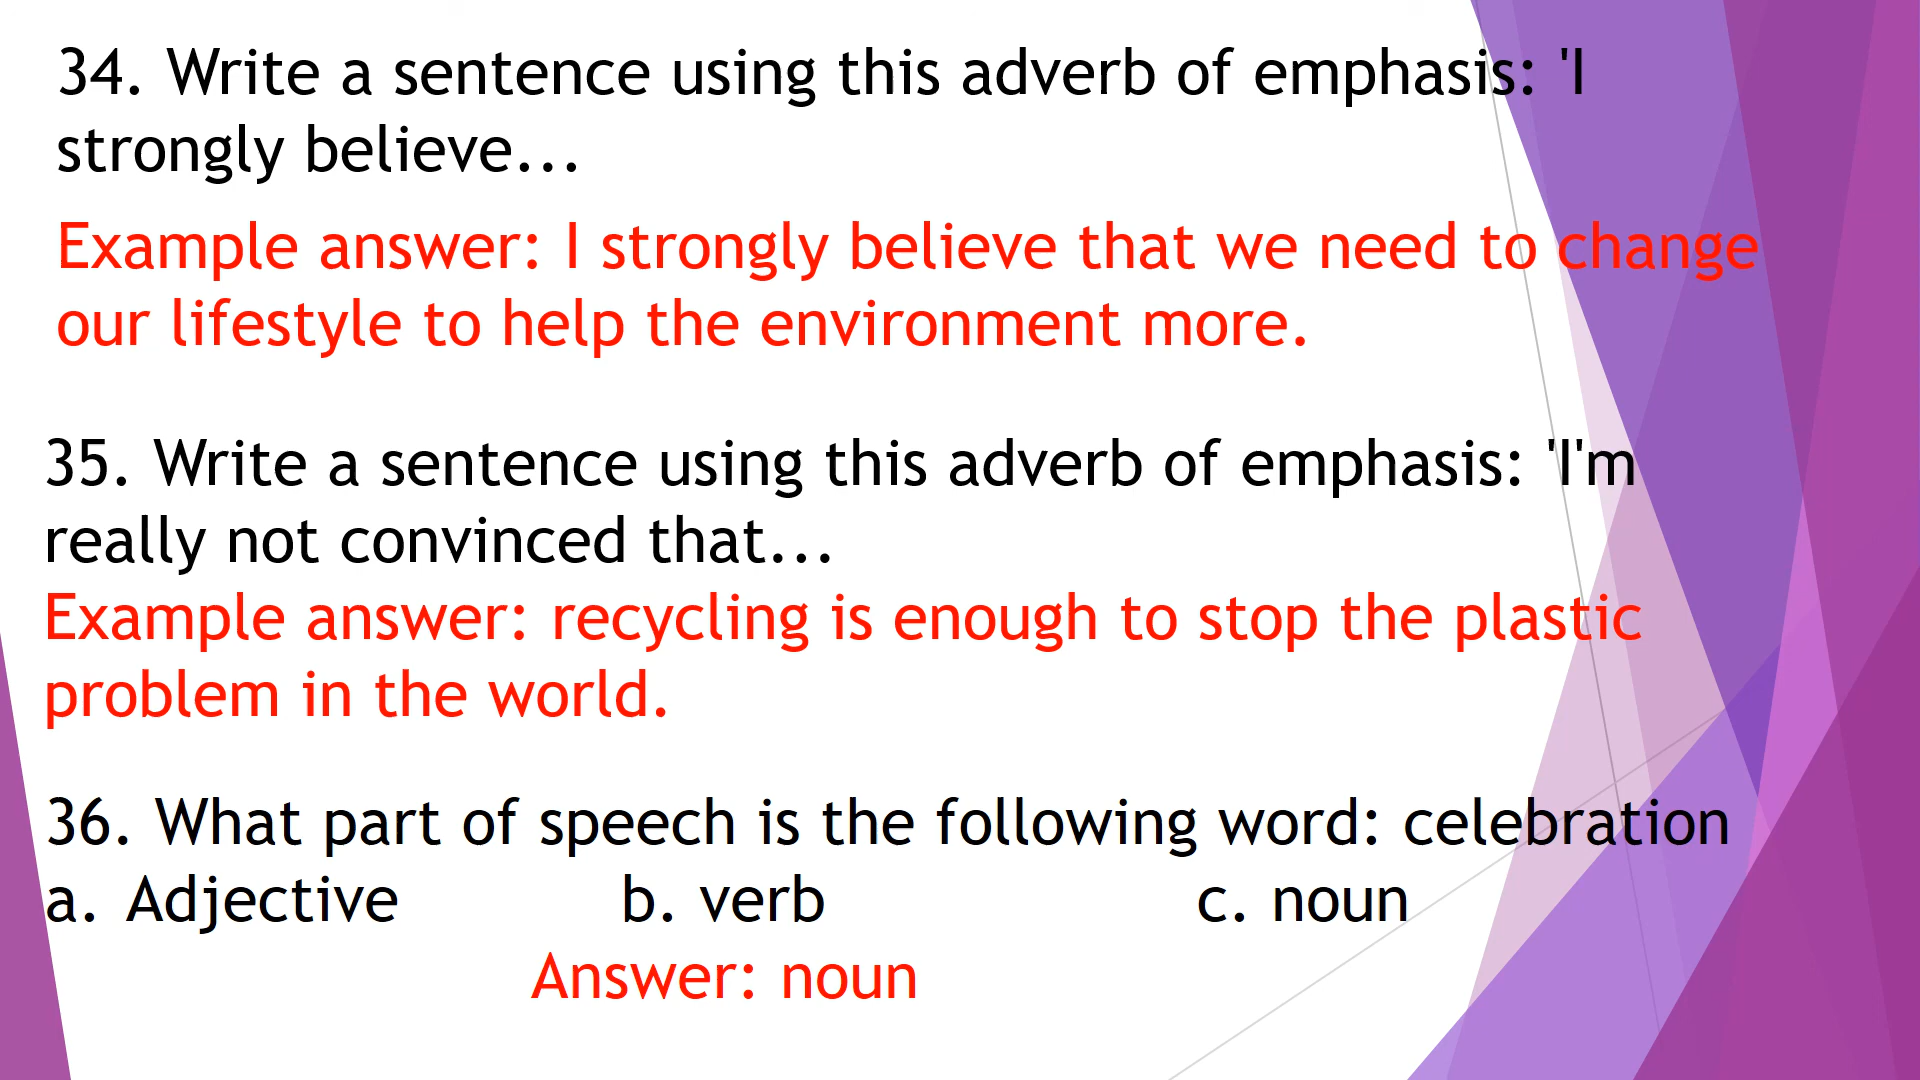 34. Write a sentence using this adverb of emphasis: 'I
strongly believe...
Example answer: I strongly believe that we need to change
our lifestyle to help the environment more.
35. Write a sentence using this adverb of emphasis: 'I'm
really not convinced that...
Example answer: recycling is enough to stop the plastic
problem in the world.
36. What part of speech is the following word: celebration
a. Adjective b. verb c. noun
Answer: noun